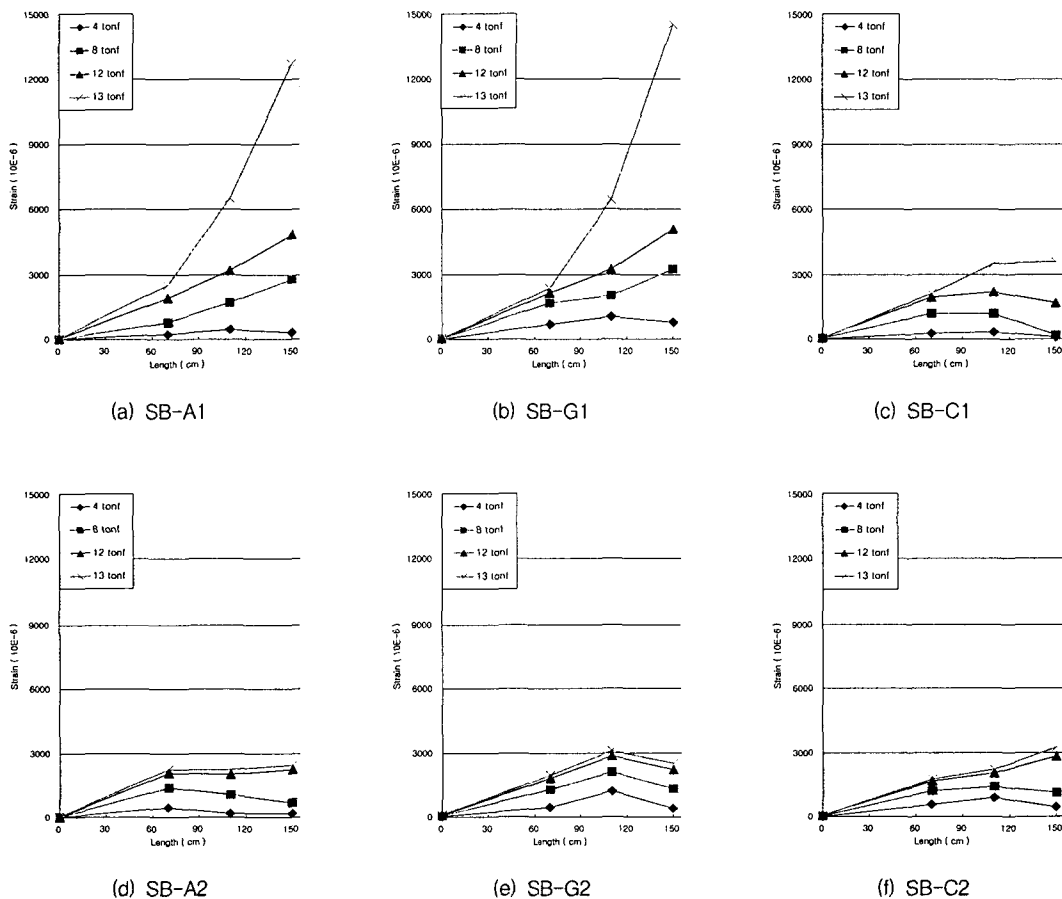 15000
12000
9000
6000
3000
0
Strain ( 10E-6 )
4 tonf
8 tonf
12 tonf
13 tonf
0 30 60 90 120 150
Length ( cm )
(a) SB-A1
15000
12000
9000
6000
3000
0
Strain ( 10E-6 )
4 tonf
8 tonf
12 tonf
13 tonf
0 30 60 90 120 150
Length ( cm )
(b) SB-G1
15000
12000
9000
6000
3000
0
Strain ( 10E-6 )
4 tonf
8 tonf
12 tonf
13 tonf
0 30 60 90 120 150
Length ( cm )
(c) SB-C1
15000
12000
9000
6000
3000
0
Strain ( 10E-6 )
4 tonf
8 tonf
12 tonf
13 tonf
0 30 60 90 120 150
Length ( cm )
(d) SB-A2
15000
12000
9000
6000
3000
0
Strain ( 10E-6 )
4 tonf
8 tonf
12 tonf
13 tonf
0 30 60 90 120 150
Length ( cm )
(e) SB-G2
15000
12000
9000
6000
3000
0
Strain ( 10E-6 )
4 tonf
8 tonf
12 tonf
13 tonf
0 30 60 90 120 150
Length ( cm )
(f) SB-C2